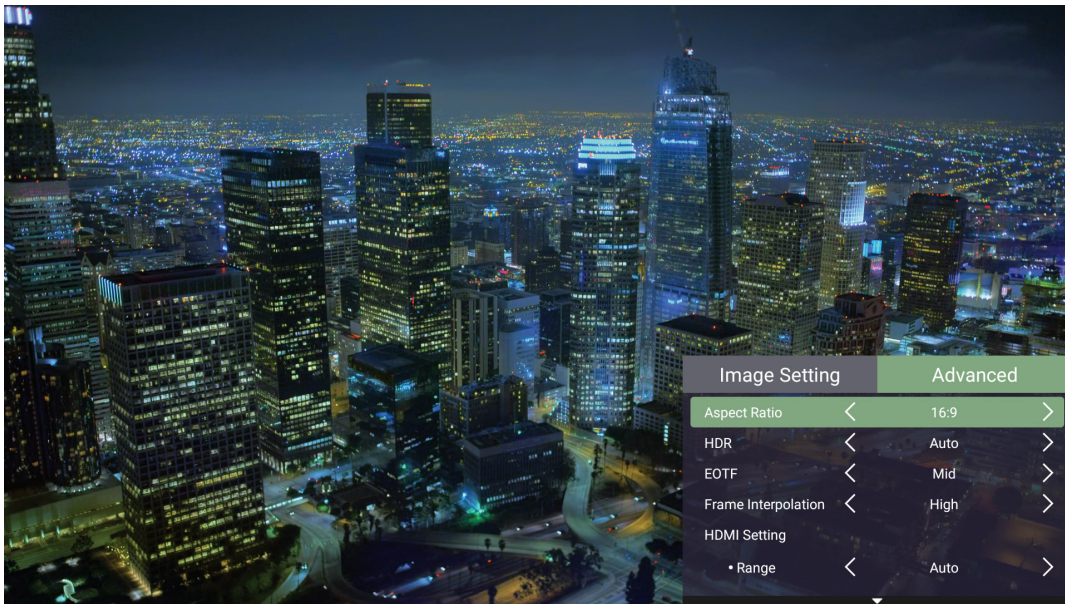 Image Setting Advanced
Aspect Ratio 16:9
HDR Auto
EOTF Mid
Frame Interpolation High
HDMI Setting
• Range Auto